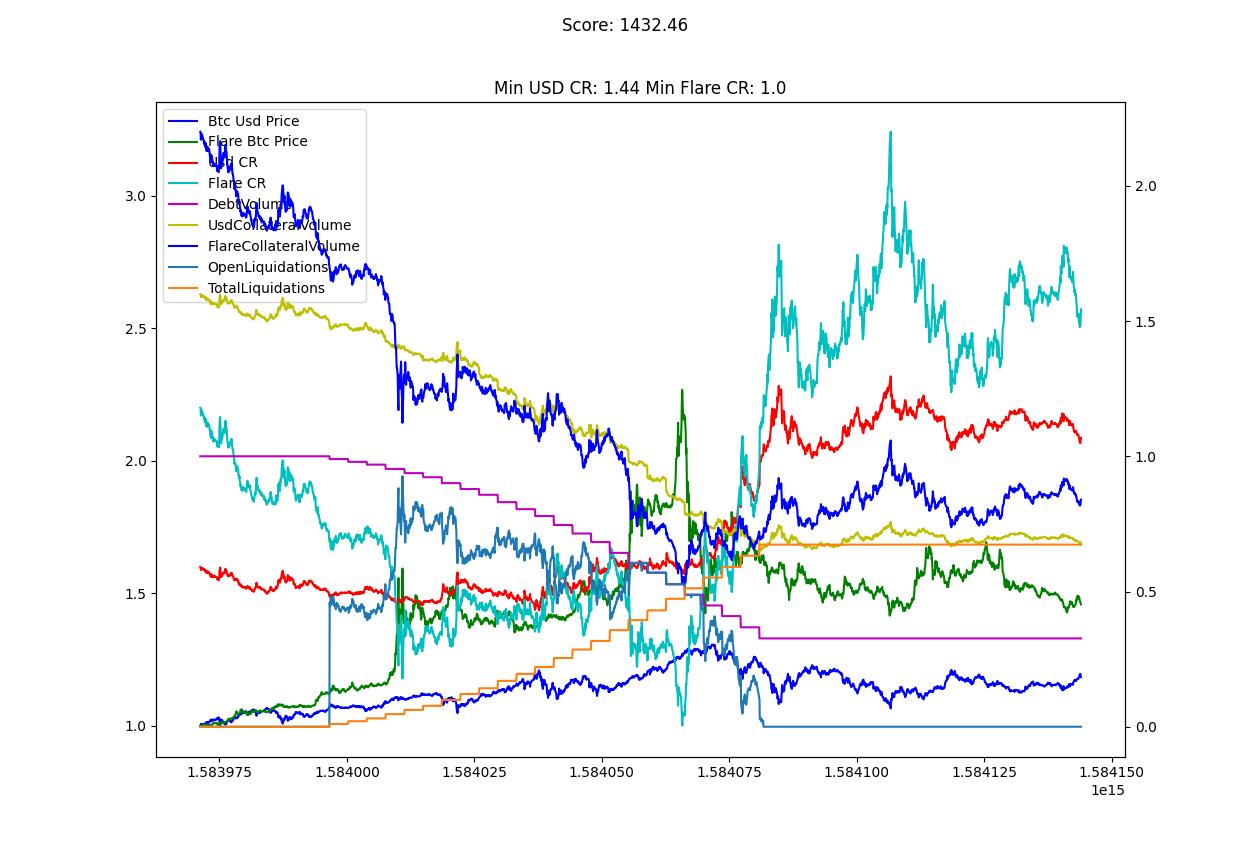 Score: 1432.46
Min USD CR: 1.44 Min Flare CR: 1.0
Btc Usd Price
Flare Btc Price
Usd CR
Flare CR
DebtVolume
UsdCollateralVolume
FlareCollateralVolume
OpenLiquidations
TotalLiquidations
3.0
2.5
2.0
1.5
1.0
2.0
1.5
1.0
0.5
0.0
1.583975
1.584000
1.584025
1.584050
1.584075
1.584100
1.584125
1.584150
1e15